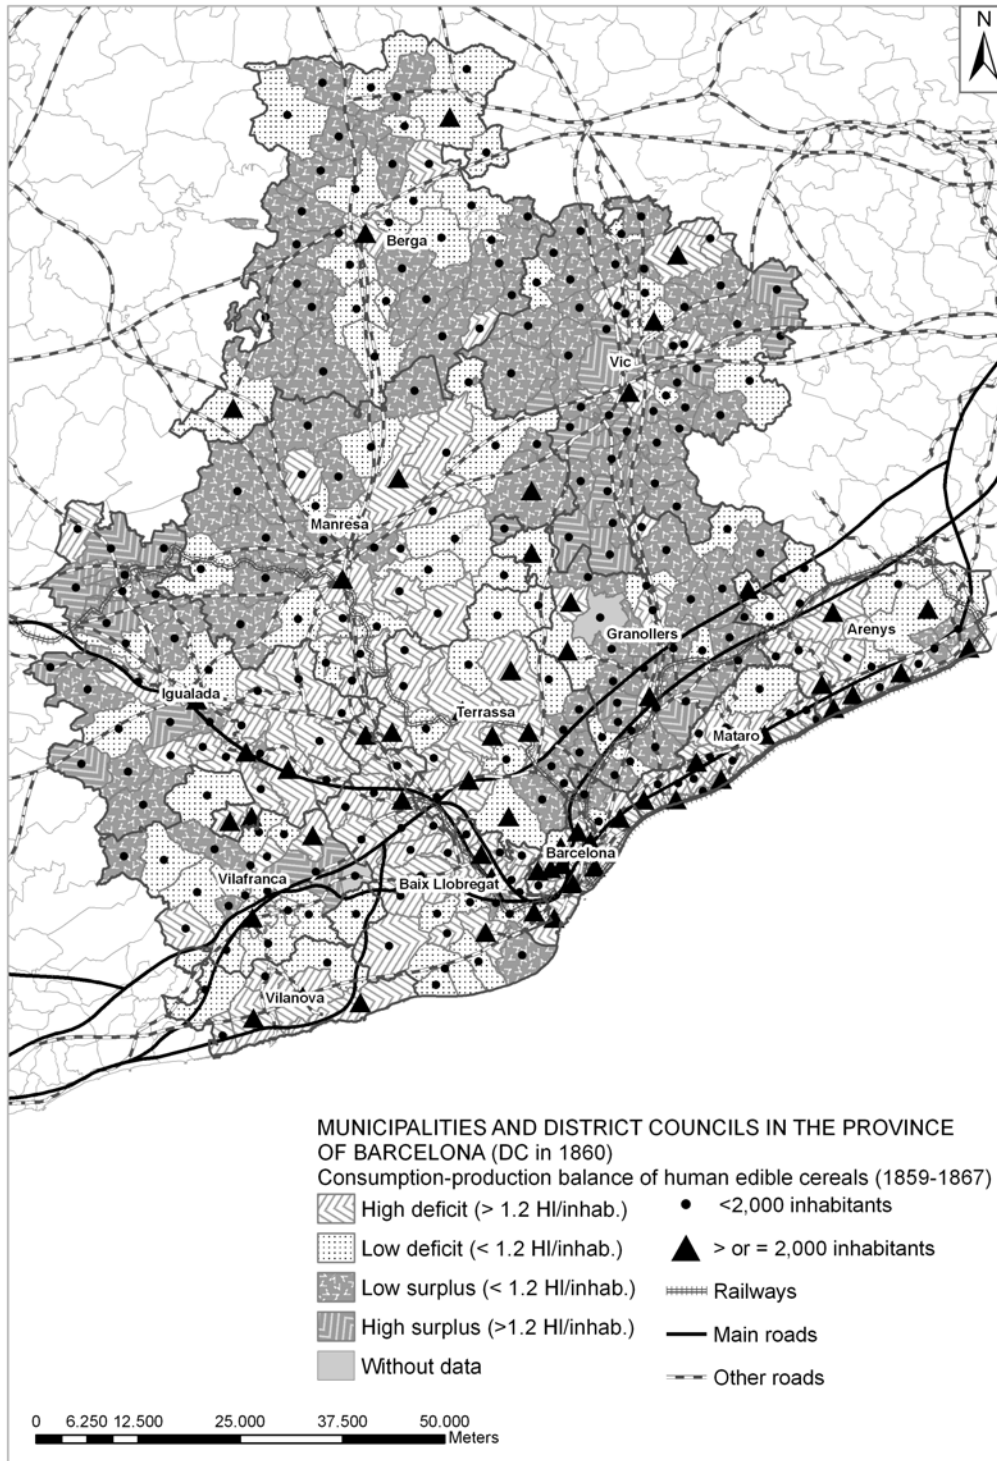 N
Berga
Vic
Manresa
Granollers
Arenys
Igualada
Terrassa
Mataro
Barcelona
Vilafranca
Baix Llobregat
Vilanova
MUNICIPALITIES AND DISTRICT COUNCILS IN THE PROVINCE
OF BARCELONA (DC in 1860)
Consumption-production balance of human edible cereals (1859-1867)
High deficit (> 1.2 Hl/inhab.)
Low deficit (< 1.2 Hl/inhab.)
Low surplus (< 1.2 Hl/inhab.)
High surplus (>1.2 Hl/inhab.)
Without data
<2,000 inhabitants
> or = 2,000 inhabitants
Railways
Main roads
Other roads
0 6.250 12.500 25.000 37.500 50.000
Meters